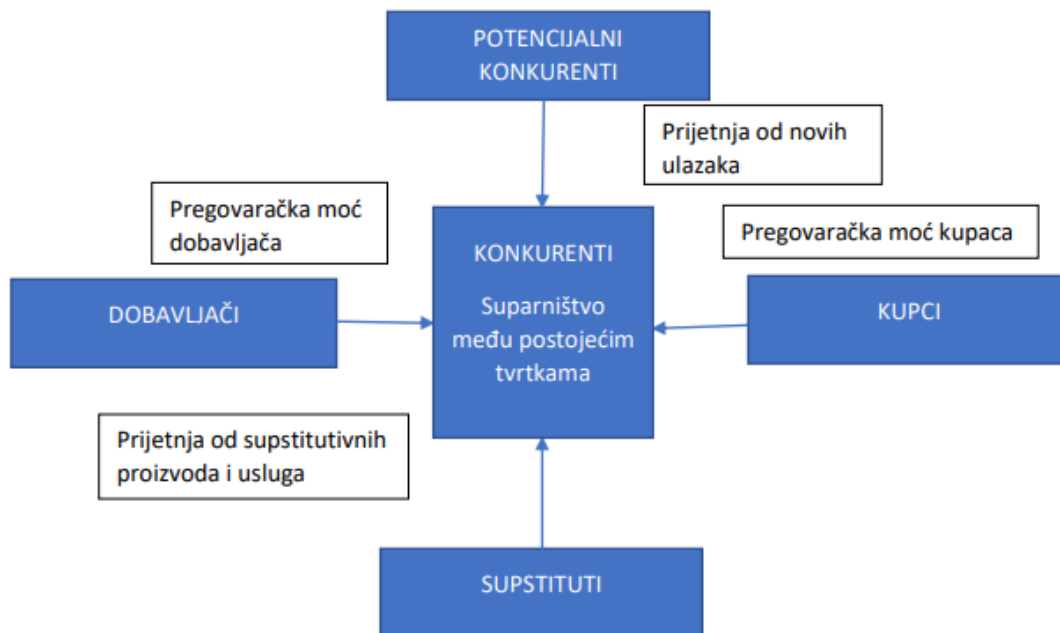 POTENCIJALNI
KONKURENTI
Prijetnja od novih
ulazaka
Pregovaračka moć
dobavljača
KONKURENTI
Suparništvo
među postojećim
tvrtkama
Pregovaračka moć kupaca
DOBAVLJAČI
KUPCI
Prijetnja od supstitutivnih
proizvoda i usluga
SUPSTITUTI